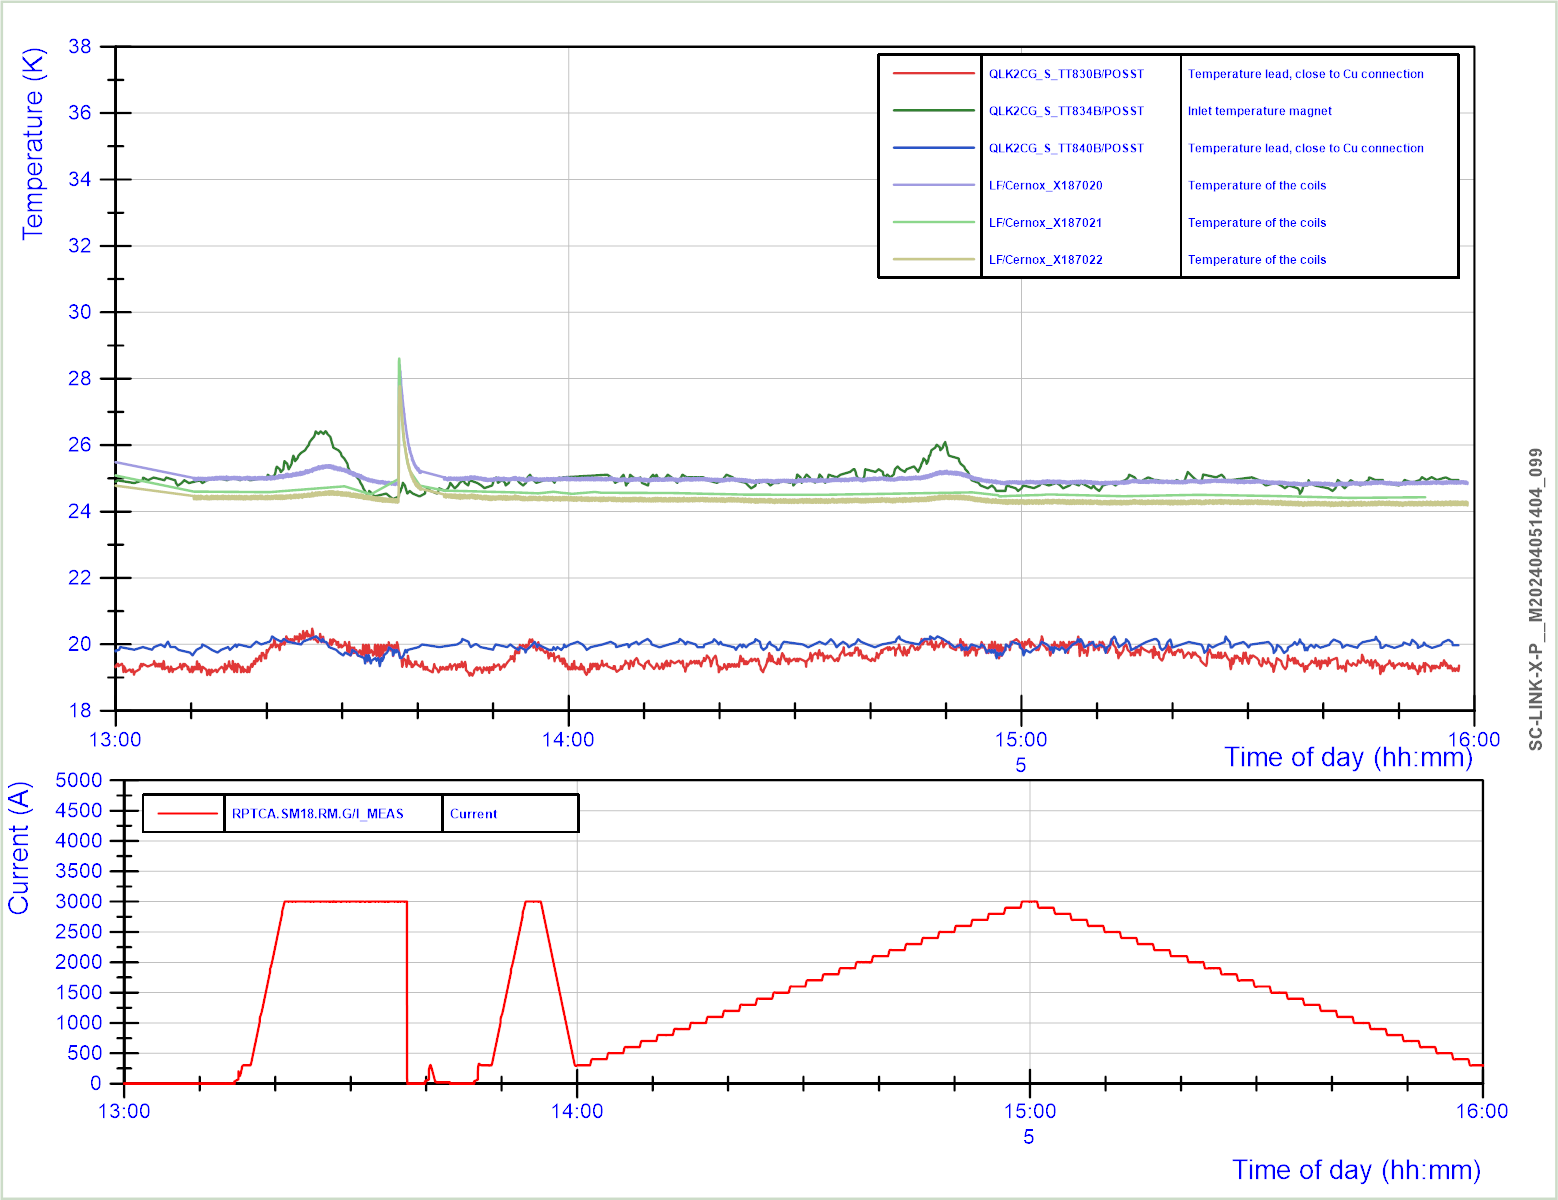 Temperature (K)
38
36
34
32
30
28
26
24
22
20
18
QLK2CG_S_TT830B/POSST Temperature lead, close to Cu connection
QLK2CG_S_TT834B/POSST Inlet temperature magnet
QLK2CG_S_TT840B/POSST Temperature lead, close to Cu connection
LF/Cernox_X187020 Temperature of the coils
LF/Cernox_X187021 Temperature of the coils
LF/Cernox_X187022 Temperature of the coils
13:00 14:00 15:00 16:00
5
Time of day (hh:mm)
SC-LINK-X-P__M202404051404_099
Current (A)
5000
4500
4000
3500
3000
2500
2000
1500
1000
500
0
RPTCA.SM18.RM.G/I_MEAS Current
13:00 14:00 15:00 16:00
5
Time of day (hh:mm)